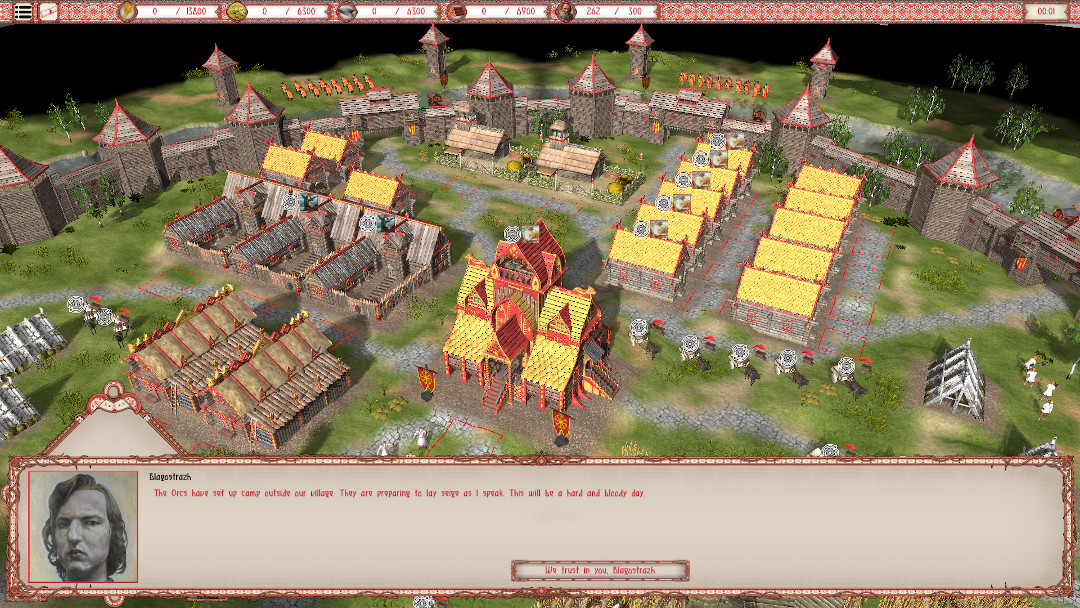 0 / 13800 0 / 6300 0 / 6300 0 / 6900 262 / 300 00:01
Blagostrazh
The Orcs have set up camp outside our village. They are preparing to lay seige as I speak. This will be a hard and bloody day.
We trust in you, Blagostrazh